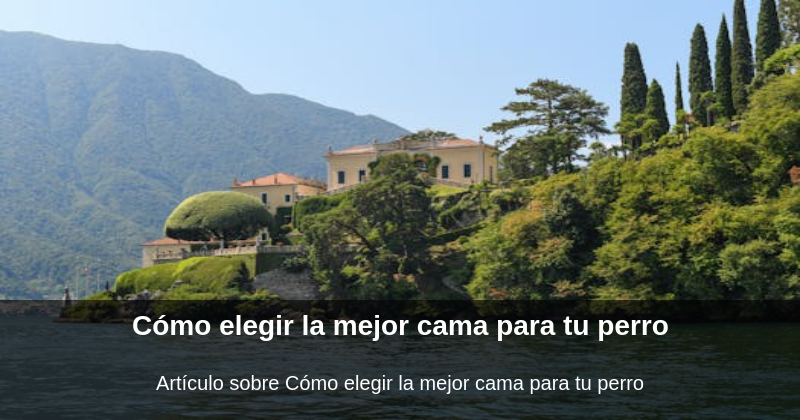 Cómo elegir la mejor cama para tu perro
Artículo sobre Cómo elegir la mejor cama para tu perro